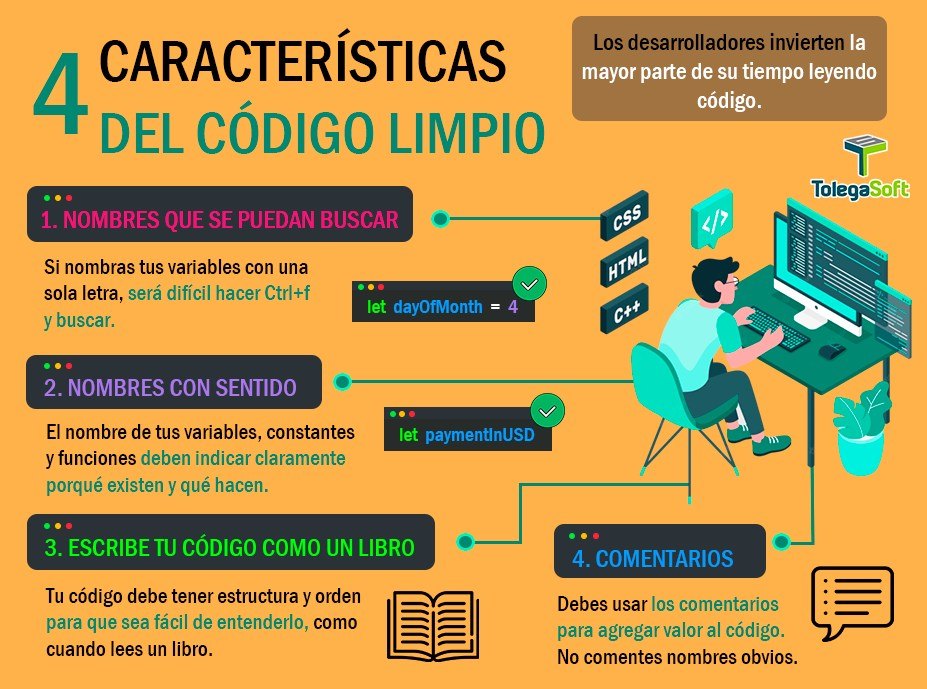 4 CARACTERÍSTICAS
DEL CÓDIGO LIMPIO
Los desarrolladores invierten la
mayor parte de su tiempo leyendo
código.
TolegaSoft
1. NOMBRES QUE SE PUEDAN BUSCAR
Si nombras tus variables con una
sola letra, será difícil hacer Ctrl+f
y buscar.
let dayOfMonth = 4
CSS
HTML
C++
</>
2. NOMBRES CON SENTIDO
El nombre de tus variables, constantes
y funciones deben indicar claramente
porqué existen y qué hacen.
let paymentInUSD
3. ESCRIBE TU CÓDIGO COMO UN LIBRO
Tu código debe tener estructura y orden
para que sea fácil de entenderlo, como
cuando lees un libro.
4. COMENTARIOS
Debes usar los comentarios
para agregar valor al código.
No comentes nombres obvios.